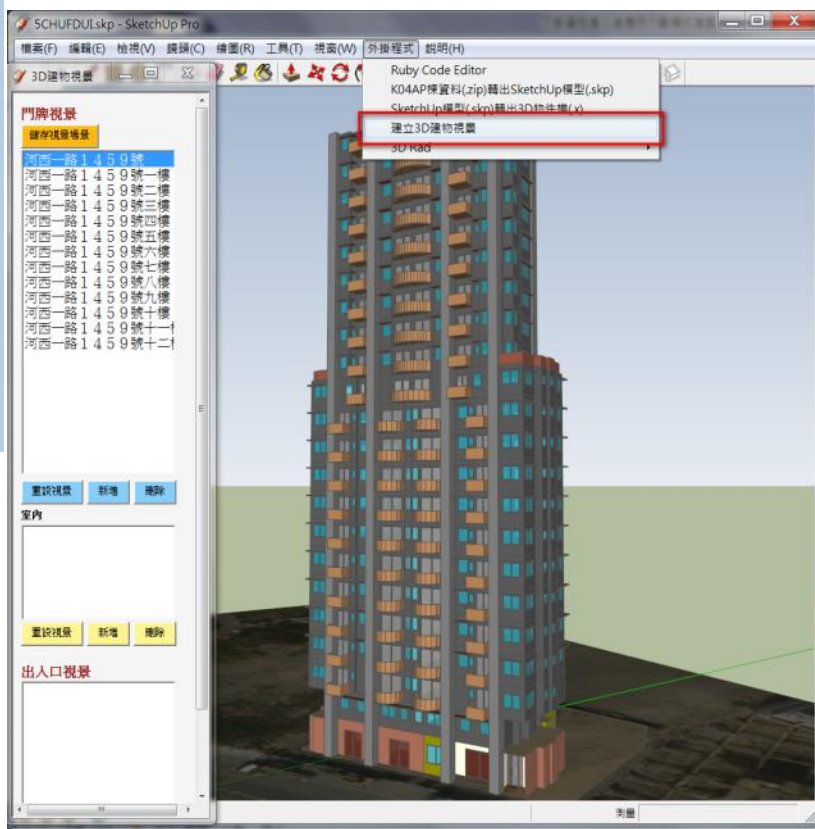 5CHUFDUI.skp - SketchUp Pro
檔案(F) 編輯(E) 檢視(V) 鏡頭(C) 繪圖(R) 工具(T) 視窗(W) 外掛程式 說明(H)
3D建物視景
Ruby Code Editor
K04AP棟資料(.zip)轉出SketchUp模型(.skp)
SketchUp模型(.skp)轉出3D物件檔(.x)
建立3D建物視景
3D Rad
門牌視景
儲存視景場景
河西一路1459號
河西一路1459號一樓
河西一路1459號二樓
河西一路1459號三樓
河西一路1459號四樓
河西一路1459號五樓
河西一路1459號六樓
河西一路1459號七樓
河西一路1459號八樓
河西一路1459號九樓
河西一路1459號十樓
河西一路1459號十一
河西一路1459號十二
重設視景 新增 刪除
室內
重設視景 新增 刪除
出入口視景
測量